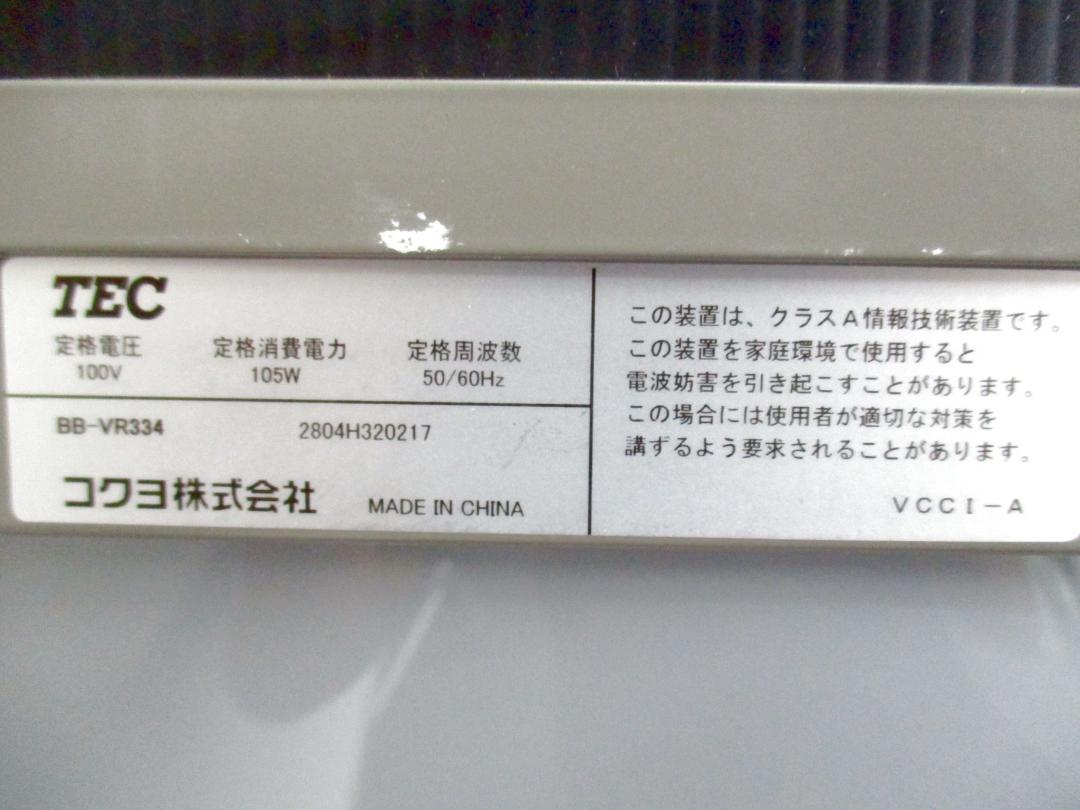 TEC
定格電圧 定格消費電力 定格周波数
100V 105W 50/60Hz
BB-VR334 2804H320217
コクヨ株式会社 MADE IN CHINA
この装置は、クラスA情報技術装置です。
この装置を家庭環境で使用すると
電波妨害を引き起こすことがあります。
この場合には使用者が適切な対策を
講ずるよう要求されることがあります。
VCCI-A